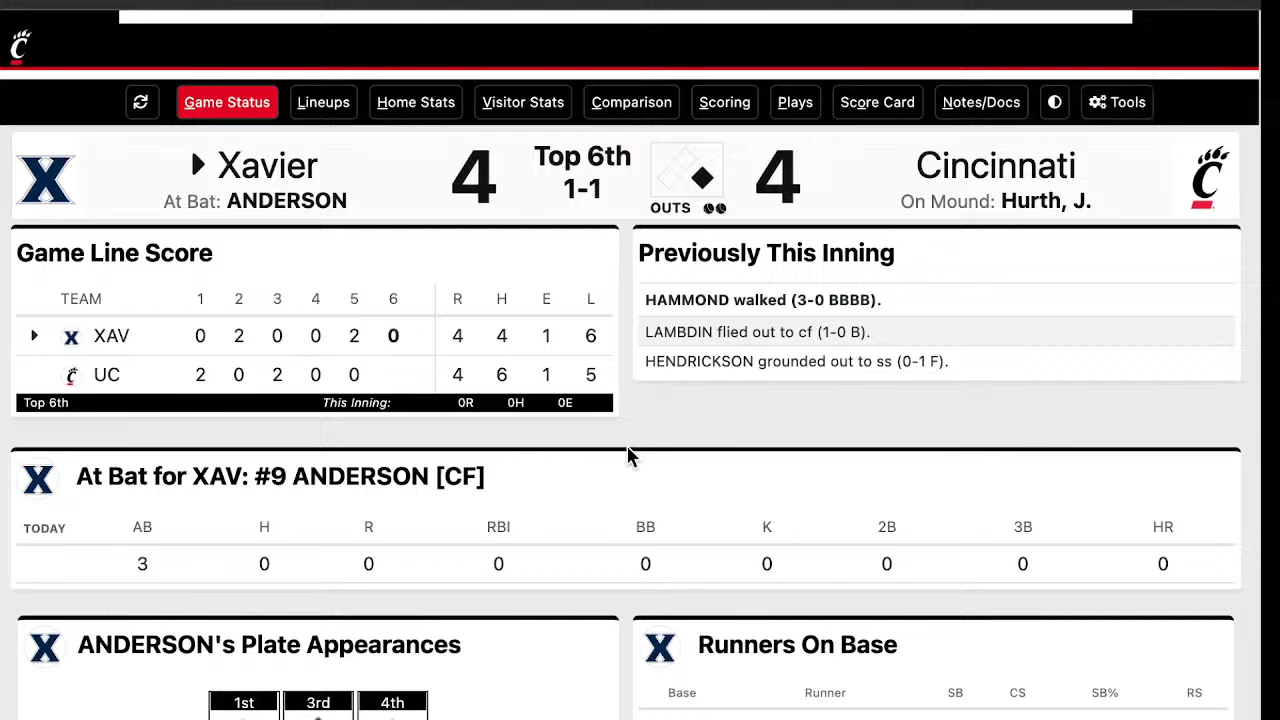 Game Status Lineups Home Stats Visitor Stats Comparison Scoring Plays Score Card Notes/Docs Tools
Xavier 4 Top 6th 4 Cincinnati
At Bat: ANDERSON 1-1 OUTS On Mound: Hurth, J.
Game Line Score
TEAM 1 2 3 4 5 6 R H E L
XAV 0 2 0 0 2 0 4 4 1 6
UC 2 0 2 0 0 4 6 1 5
Top 6th This Inning: 0R 0H 0E
Previously This Inning
HAMMOND walked (3-0 BBBB).
LAMBDIN flied out to cf (1-0 B).
HENDRICKSON grounded out to ss (0-1 F).
At Bat for XAV: #9 ANDERSON [CF]
TODAY AB H R RBI BB K 2B 3B HR
3 0 0 0 0 0 0 0 0
ANDERSON's Plate Appearances
1st 3rd 4th
Runners On Base
Base Runner SB CS SB% RS